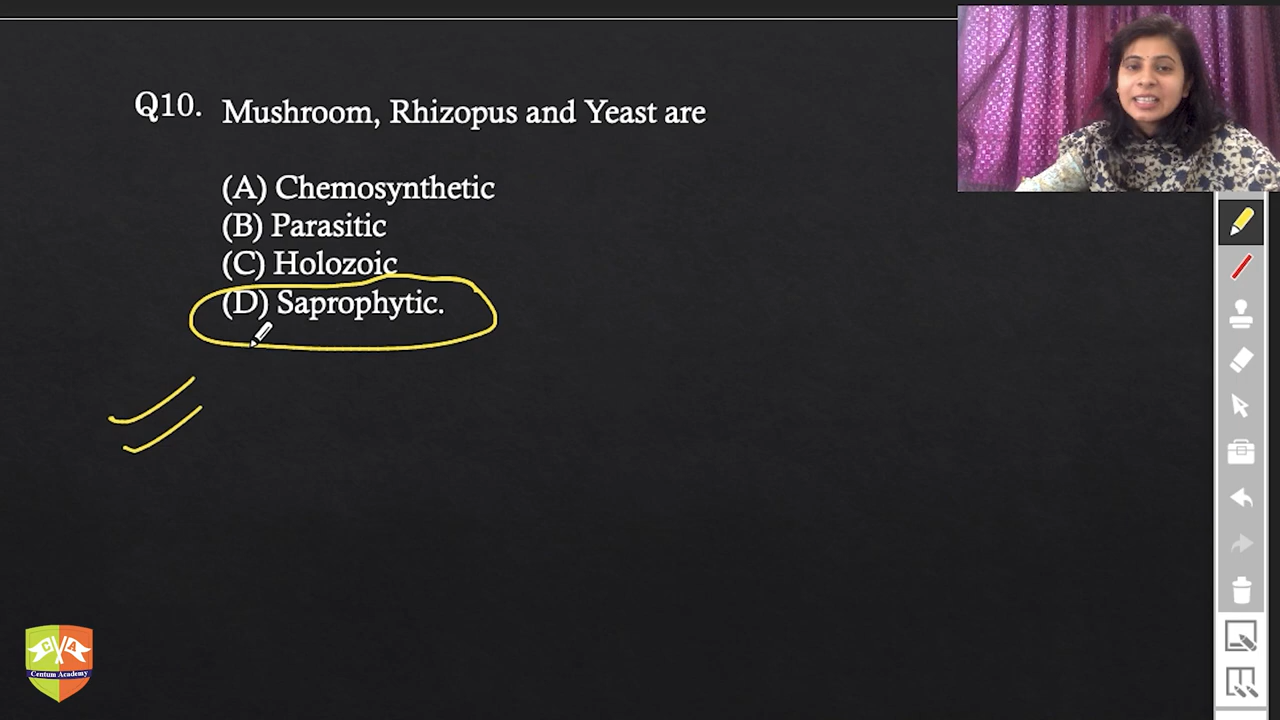 Q10. Mushroom, Rhizopus and Yeast are
(A) Chemosynthetic
(B) Parasitic
(C) Holozoic
(D) Saprophytic.
C A
Centum Academy